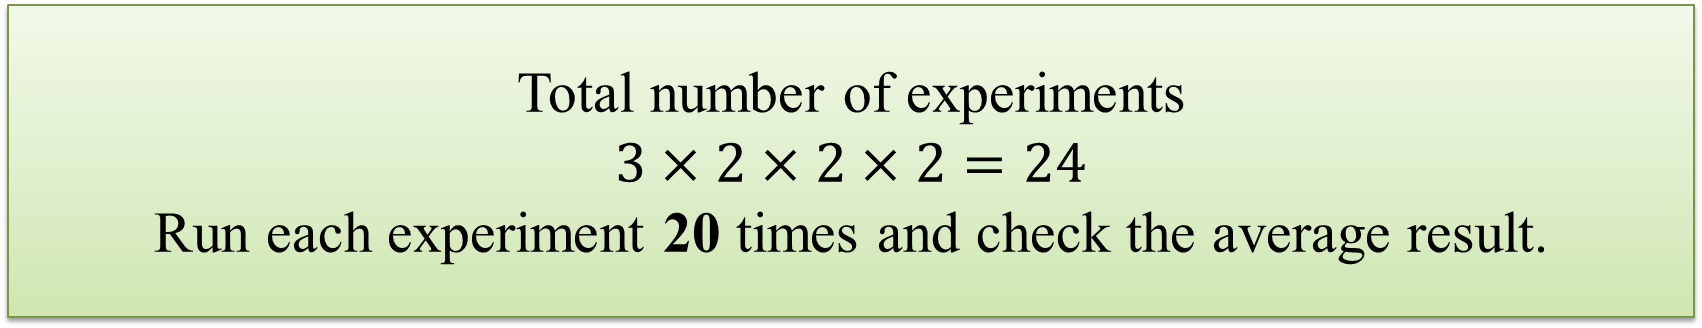 Total number of experiments
3 × 2 × 2 × 2 = 24
Run each experiment 20 times and check the average result.